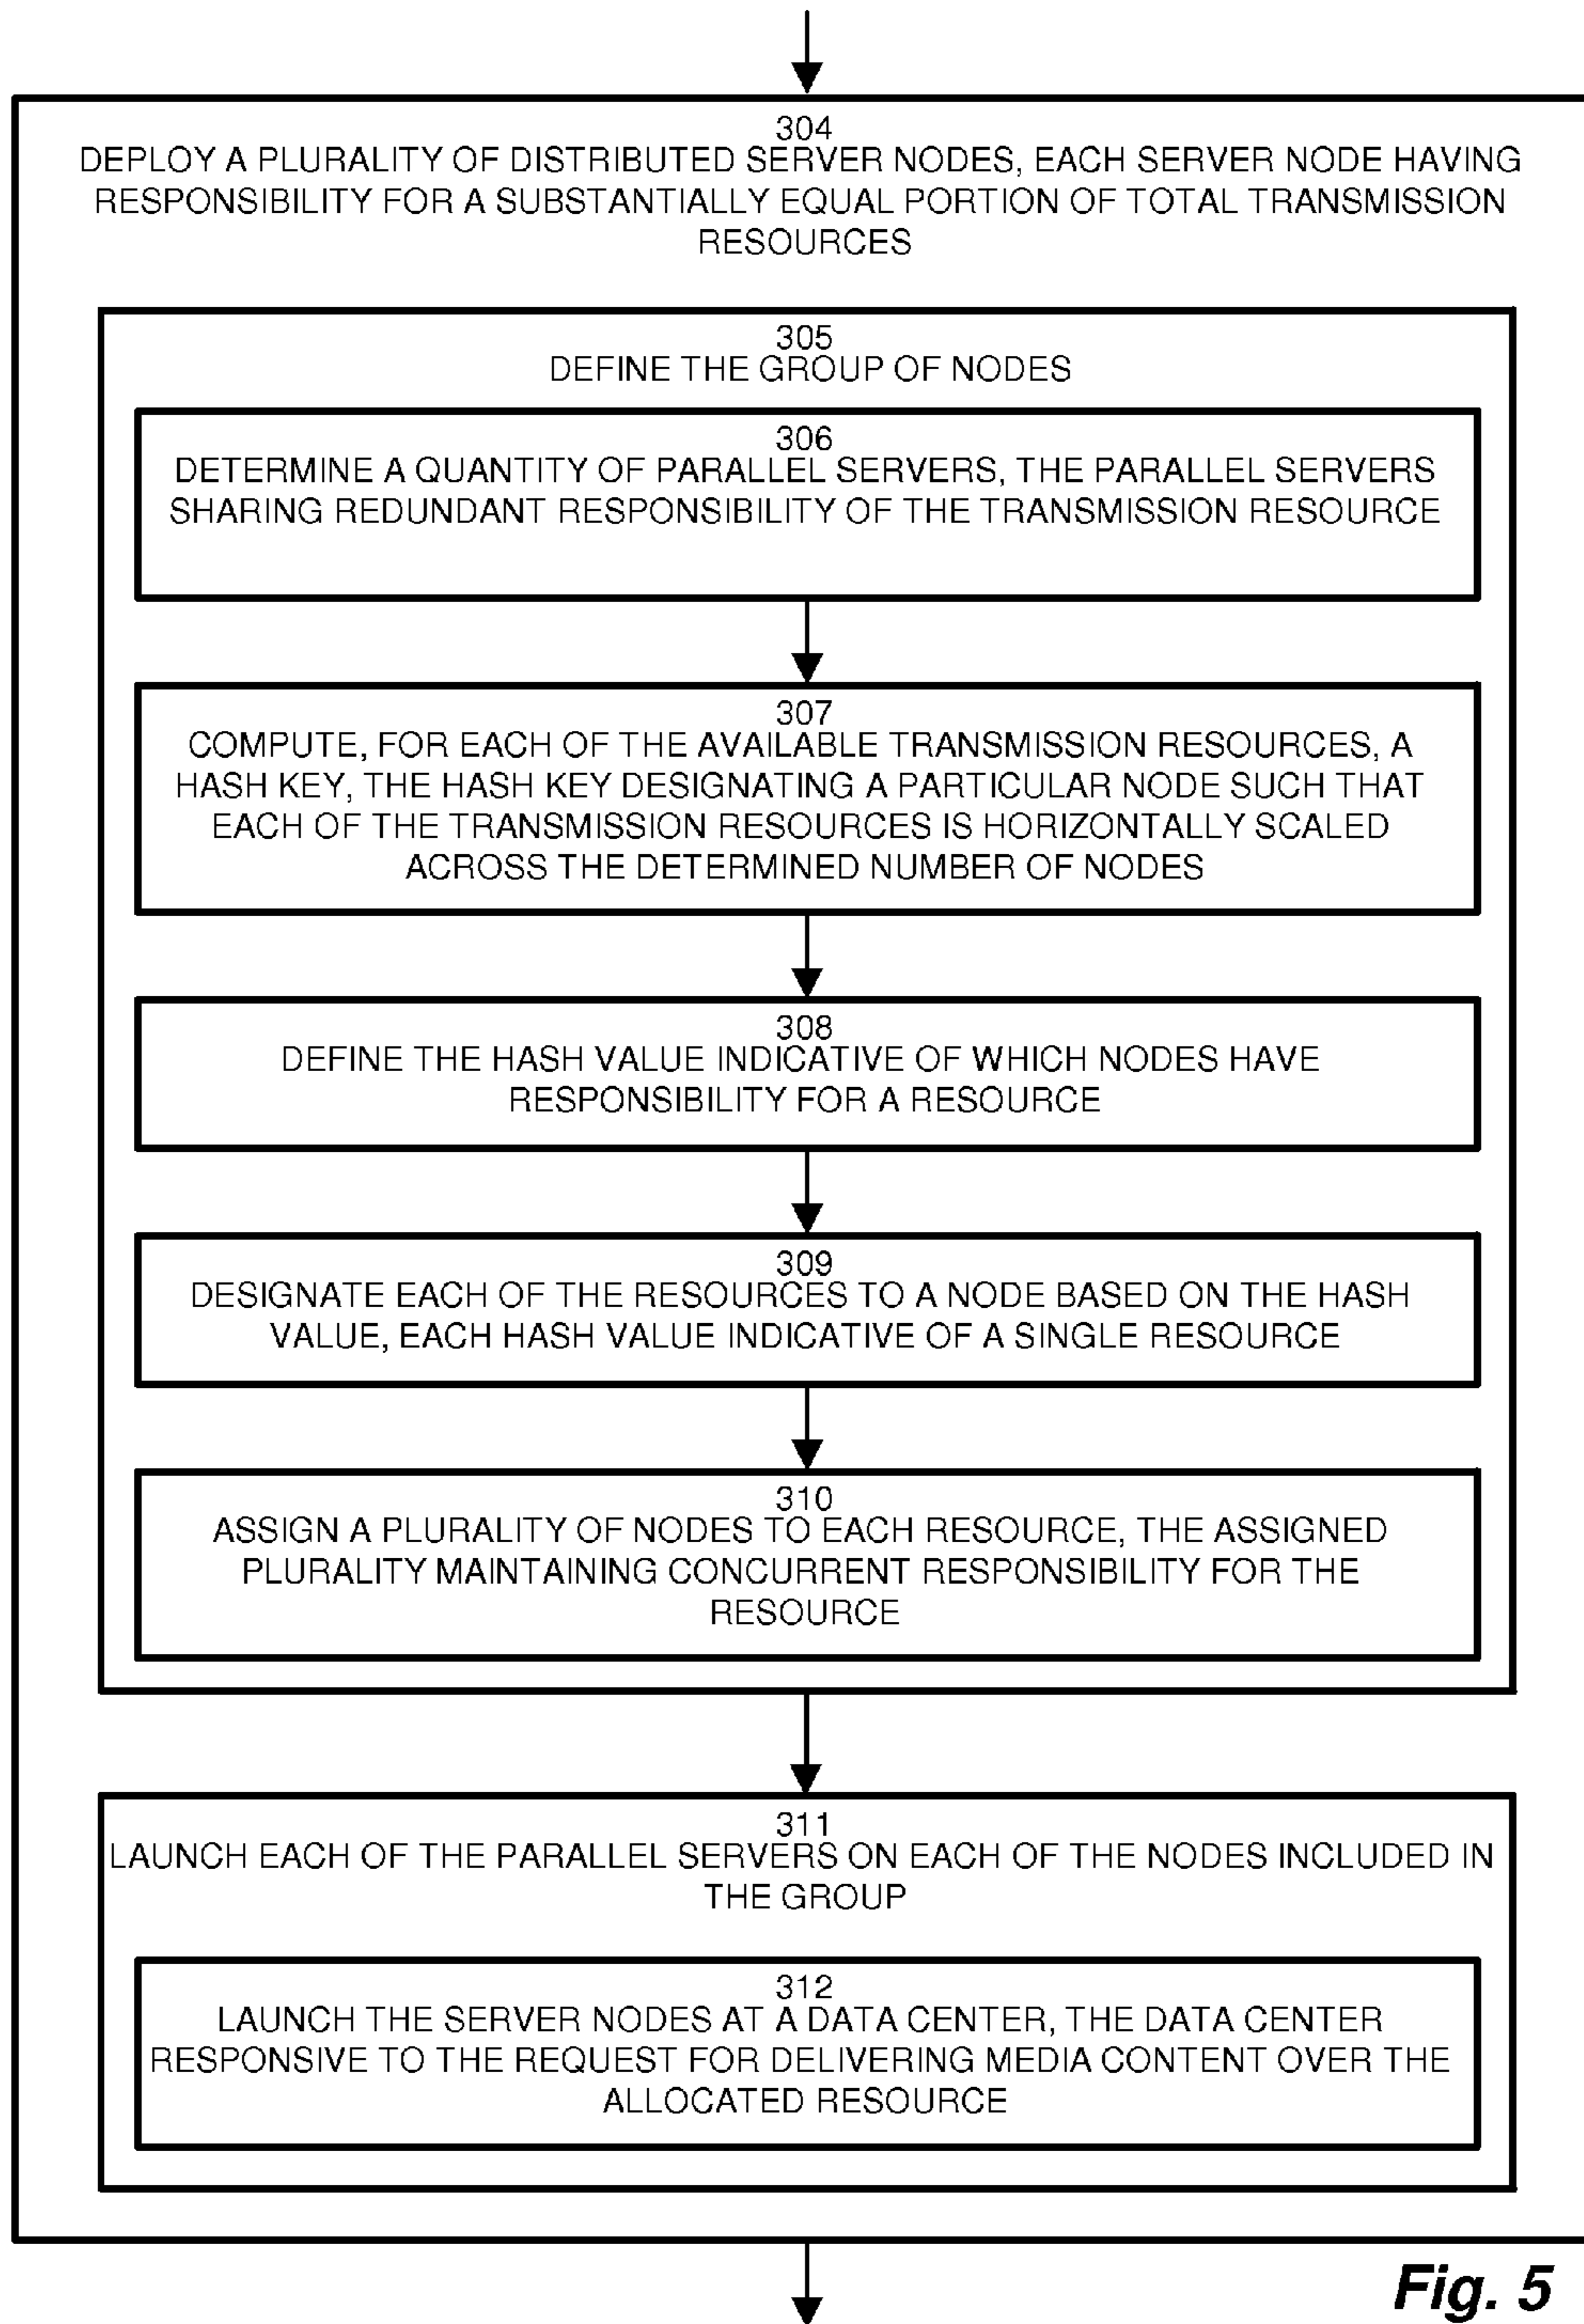 304
DEPLOY A PLURALITY OF DISTRIBUTED SERVER NODES, EACH SERVER NODE HAVING
RESPONSIBILITY FOR A SUBSTANTIALLY EQUAL PORTION OF TOTAL TRANSMISSION
RESOURCES
305
DEFINE THE GROUP OF NODES
306
DETERMINE A QUANTITY OF PARALLEL SERVERS, THE PARALLEL SERVERS
SHARING REDUNDANT RESPONSIBILITY OF THE TRANSMISSION RESOURCE
307
COMPUTE, FOR EACH OF THE AVAILABLE TRANSMISSION RESOURCES, A
HASH KEY, THE HASH KEY DESIGNATING A PARTICULAR NODE SUCH THAT
EACH OF THE TRANSMISSION RESOURCES IS HORIZONTALLY SCALED
ACROSS THE DETERMINED NUMBER OF NODES
308
DEFINE THE HASH VALUE INDICATIVE OF WHICH NODES HAVE
RESPONSIBILITY FOR A RESOURCE
309
DESIGNATE EACH OF THE RESOURCES TO A NODE BASED ON THE HASH
VALUE, EACH HASH VALUE INDICATIVE OF A SINGLE RESOURCE
310
ASSIGN A PLURALITY OF NODES TO EACH RESOURCE, THE ASSIGNED
PLURALITY MAINTAINING CONCURRENT RESPONSIBILITY FOR THE
RESOURCE
311
LAUNCH EACH OF THE PARALLEL SERVERS ON EACH OF THE NODES INCLUDED IN
THE GROUP
312
LAUNCH THE SERVER NODES AT A DATA CENTER, THE DATA CENTER
RESPONSIVE TO THE REQUEST FOR DELIVERING MEDIA CONTENT OVER THE
ALLOCATED RESOURCE
Fig. 5